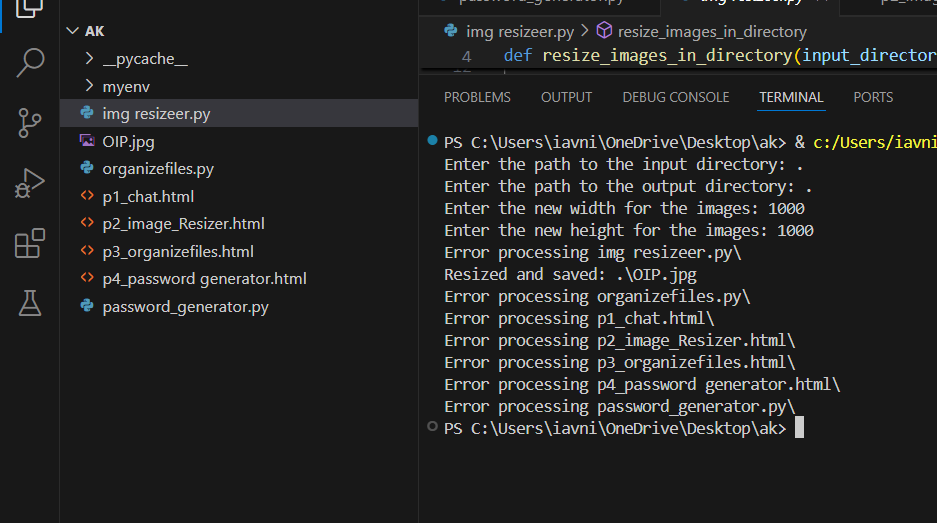 AK
__pycache__
myenv
img resizeer.py
OIP.jpg
organizefiles.py
p1_chat.html
p2_image_Resizer.html
p3_organizefiles.html
p4_password generator.html
password_generator.py
img resizeer.py > resize_images_in_directory
4 def resize_images_in_directory(input_director
PROBLEMS OUTPUT DEBUG CONSOLE TERMINAL PORTS
PS C:\Users\iavni\OneDrive\Desktop\ak> & c:/Users/iavni
Enter the path to the input directory: .
Enter the path to the output directory: .
Enter the new width for the images: 1000
Enter the new height for the images: 1000
Error processing img resizeer.py\
Resized and saved: .\OIP.jpg
Error processing organizefiles.py\
Error processing p1_chat.html\
Error processing p2_image_Resizer.html\
Error processing p3_organizefiles.html\
Error processing p4_password generator.html\
Error processing password_generator.py\
PS C:\Users\iavni\OneDrive\Desktop\ak>